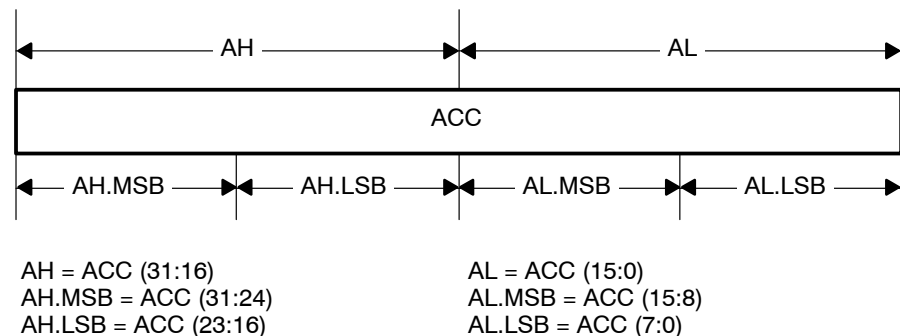 AH AL
ACC
AH.MSB AH.LSB AL.MSB AL.LSB
AH = ACC (31:16)
AH.MSB = ACC (31:24)
AH.LSB = ACC (23:16)
AL = ACC (15:0)
AL.MSB = ACC (15:8)
AL.LSB = ACC (7:0)